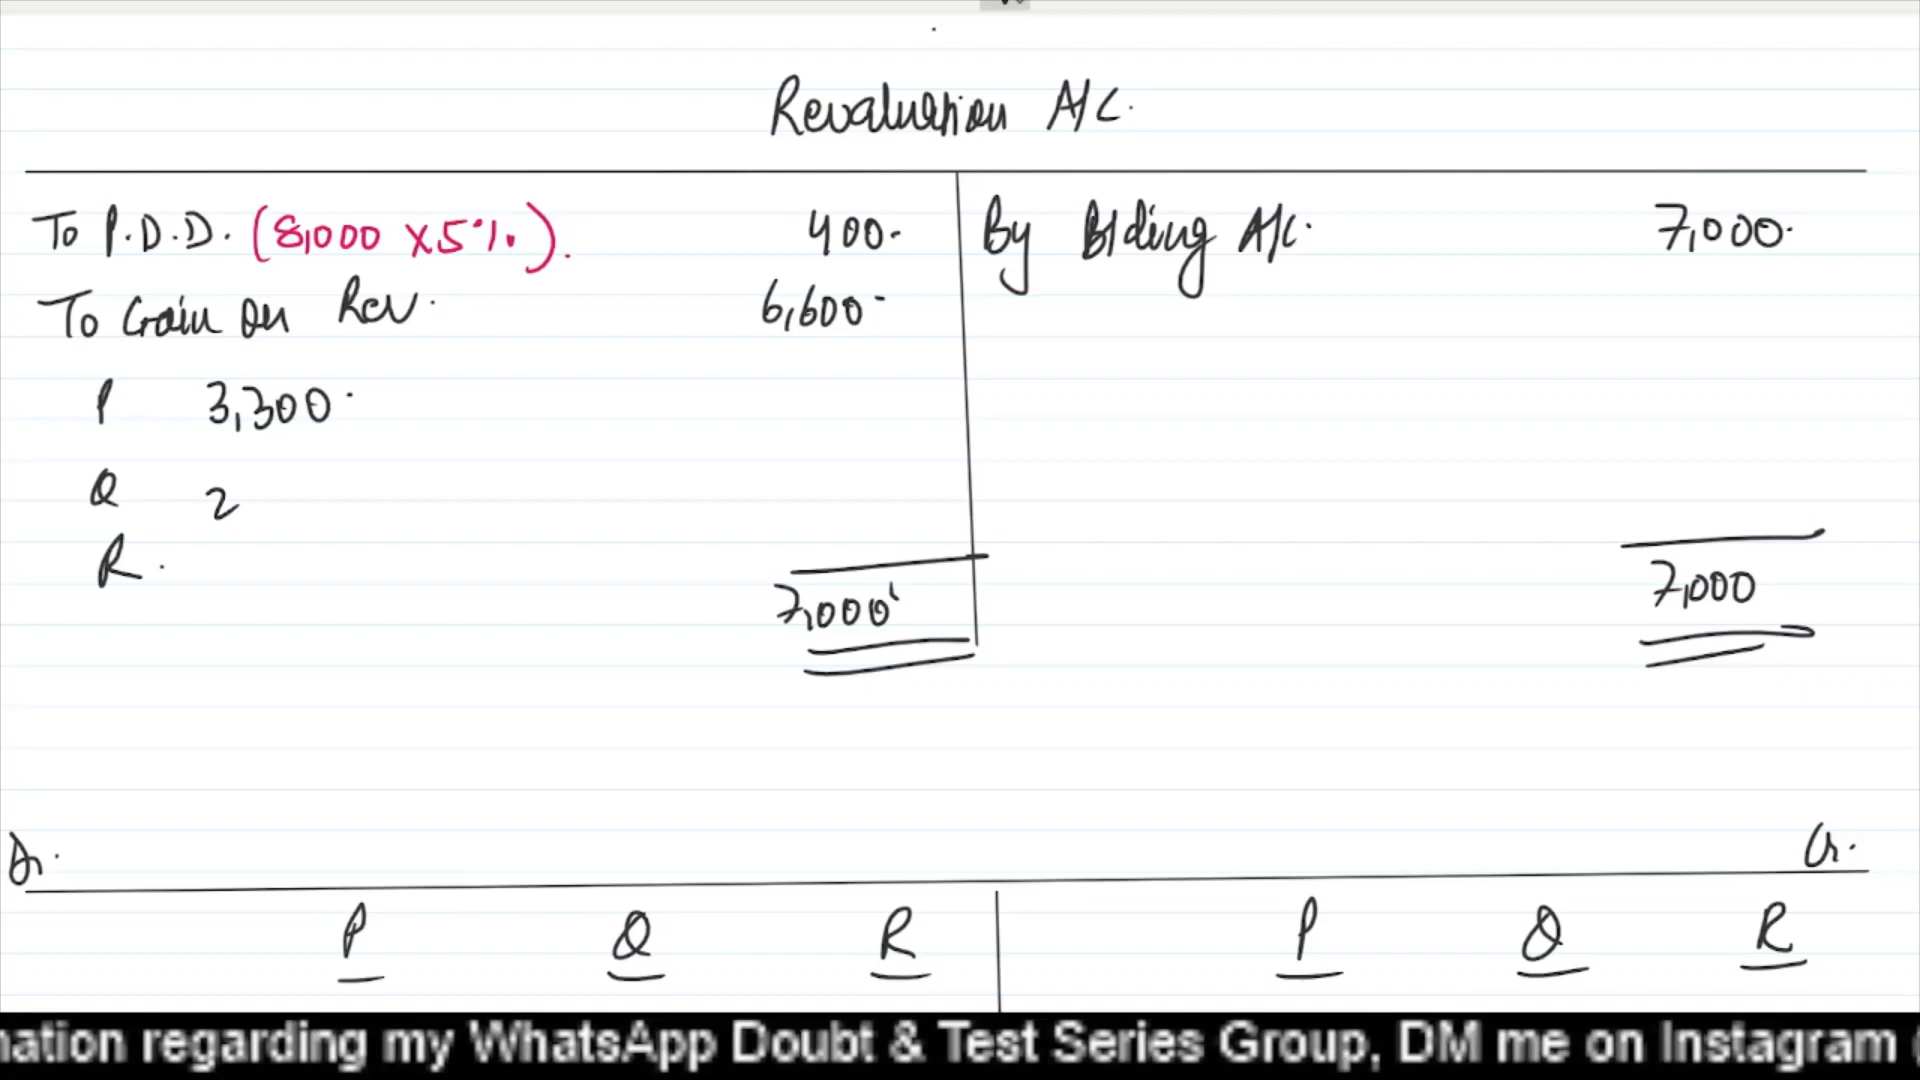 Revaluation A/C.
To P.D.D. (8,000 x 5%). 400.
By Blding A/c. 7,000.
To Gain on Rev. 6,600
P 3,300
Q 2
R.
7,000
7,000
Dr. Cr.
P Q R P Q R
nation regarding my WhatsApp Doubt & Test Series Group, DM me on Instagram (